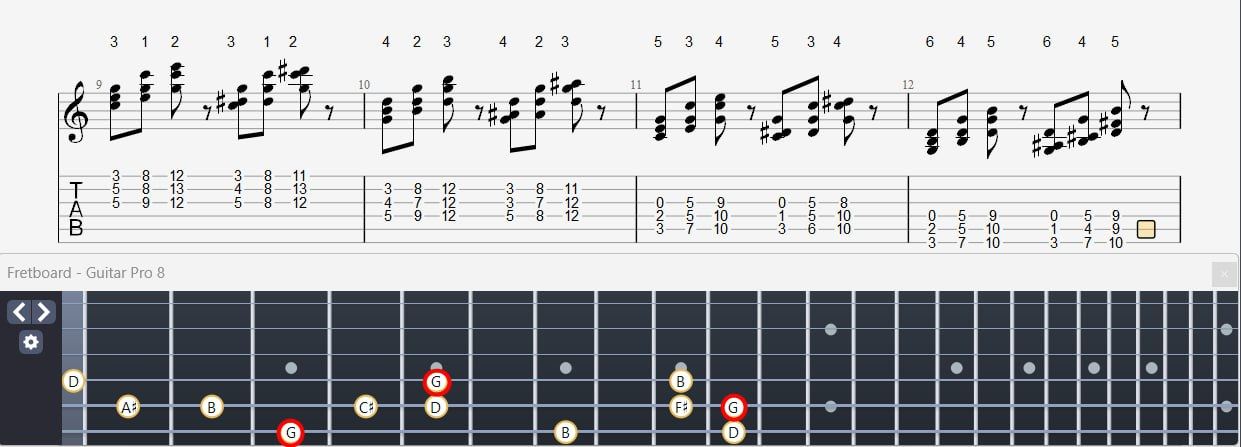 3 1 2 3 1 2 4 2 3 4 2 3 5 3 4 5 3 4 6 4 5 6 4 5
9 10 11 12
3 8 12 3 8 11
T 5 8 13 4 8 13 3 8 12 3 8 11
5 9 12 5 8 12 4 7 12 3 7 12 0 5 9 0 5 8
A 5 9 12 5 8 12 2 5 10 1 5 10 0 5 9 0 5 9
B 3 7 10 3 6 10 2 5 10 1 4 9
3 7 10 3 7 10
Fretboard - Guitar Pro 8
D G B
A♯ B C♯ D F♯ G
G B D